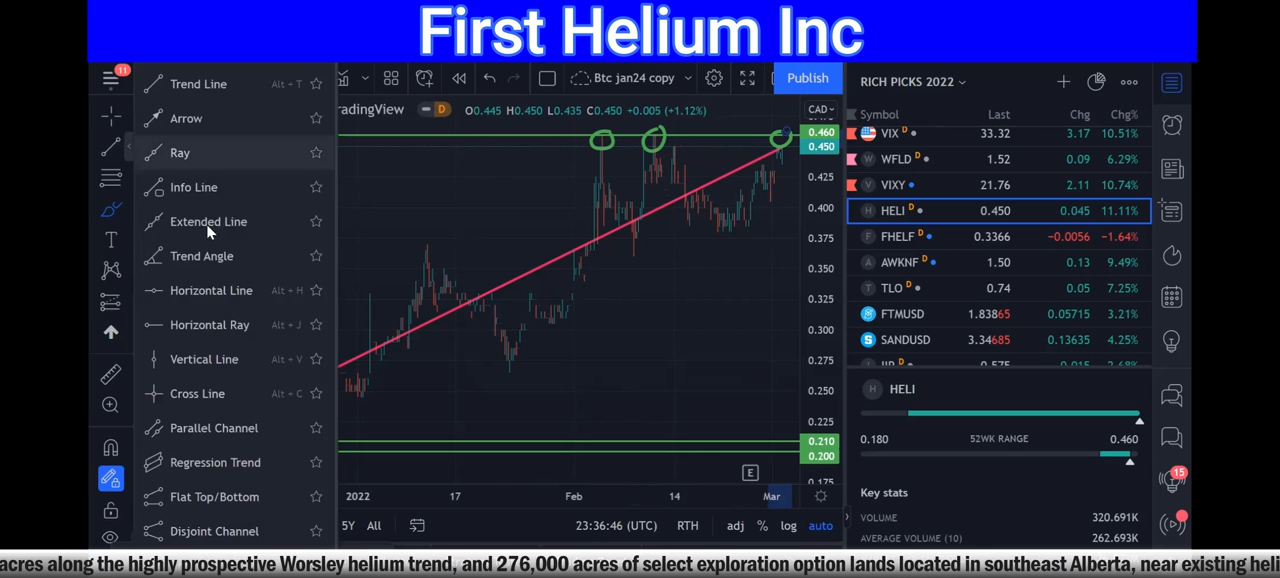 First Helium Inc
11
Btc jan24 copy
Publish
RICH PICKS 2022
Trend Line Alt + T
Arrow
Ray
Info Line
Extended Line
Trend Angle
Horizontal Line Alt + H
Horizontal Ray Alt + J
Vertical Line Alt + V
Cross Line Alt + C
Parallel Channel
Regression Trend
Flat Top/Bottom
Disjoint Channel
radingView D O0.445 H0.450 L0.435 C0.450 +0.005 (+1.12%)
CAD
0.460
0.450
0.425
0.400
0.375
0.350
0.325
0.300
0.275
0.250
0.225
0.210
0.200
0.175
E
2022 17 Feb 14 Mar
5Y All 23:36:46 (UTC) RTH adj % log auto
Symbol Last Chg Chg%
VIX D 33.32 3.17 10.51%
WFLD D 1.52 0.09 6.29%
VIXY 21.76 2.11 10.74%
H HELI D 0.450 0.045 11.11%
F FHELF D 0.3366 −0.0056 −1.64%
A AWKNF D 1.50 0.13 9.49%
T TLO D 0.74 0.05 7.25%
FTMUSD 1.83865 0.05715 3.21%
SANDUSD 3.34685 0.13635 4.25%
H HELI
0.180 52WK RANGE 0.460
Key stats
VOLUME 320.691K
AVERAGE VOLUME (10) 262.693K
15
acres along the highly prospective Worsley helium trend, and 276,000 acres of select exploration option lands located in southeast Alberta, near existing heli